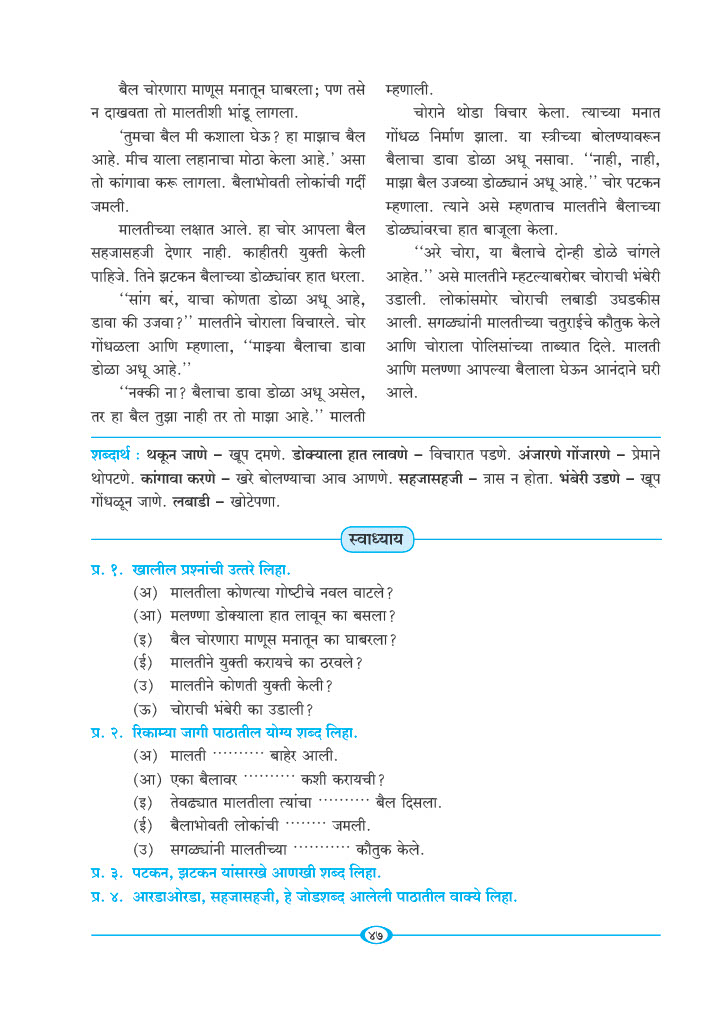 बैल चोरणारा माणूस मनातून घाबरला; पण तसे
न दाखवता तो मालतीशी भांडू लागला.
‘तुमचा बैल मी कशाला घेऊ? हा माझाच बैल
आहे. मीच याला लहानाचा मोठा केला आहे.’ असा
तो कांगावा करू लागला. बैलाभोवती लोकांची गर्दी
जमली.
मालतीच्या लक्षात आले. हा चोर आपला बैल
सहजासहजी देणार नाही. काहीतरी युक्ती केली
पाहिजे. तिने झटकन बैलाच्या डोळ्यांवर हात धरला.
‘‘सांग बरं, याचा कोणता डोळा अधू आहे,
डावा की उजवा?’’ मालतीने चोराला विचारले. चोर
गोंधळला आणि म्हणाला, ‘‘माझ्या बैलाचा डावा
डोळा अधू आहे.’’
‘‘नक्की ना? बैलाचा डावा डोळा अधू असेल,
तर हा बैल तुझा नाही तर तो माझा आहे.’’ मालती
म्हणाली.
चोराने थोडा विचार केला. त्याच्या मनात
गोंधळ निर्माण झाला. या स्त्रीच्या बोलण्यावरून
बैलाचा डावा डोळा अधू नसावा. ‘‘नाही, नाही,
माझा बैल उजव्या डोळ्यानं अधू आहे.’’ चोर पटकन
म्हणाला. त्याने असे म्हणताच मालतीने बैलाच्या
डोळ्यांवरचा हात बाजूला केला.
‘‘अरे चोरा, या बैलाचे दोन्ही डोळे चांगले
आहेत.’’ असे मालतीने म्हटल्याबरोबर चोराची भंबेरी
उडाली. लोकांसमोर चोराची लबाडी उघडकीस
आली. सगळ्यांनी मालतीच्या चतुराईचे कौतुक केले
आणि चोराला पोलिसांच्या ताब्यात दिले. मालती
आणि मलण्णा आपल्या बैलाला घेऊन आनंदाने घरी
आले.
शब्दार्थ : थकून जाणे – खूप दमणे. डोक्याला हात लावणे – विचारात पडणे. अंजारणे गोंजारणे – प्रेमाने
थोपटणे. कांगावा करणे – खरे बोलण्याचा आव आणणे. सहजासहजी – त्रास न होता. भंबेरी उडणे – खूप
गोंधळून जाणे. लबाडी – खोटेपणा.
स्वाध्याय
प्र. १. खालील प्रश्नांची उत्तरे लिहा.
(अ) मालतीला कोणत्या गोष्टीचे नवल वाटले?
(आ) मलण्णा डोक्याला हात लावून का बसला?
(इ) बैल चोरणारा माणूस मनातून का घाबरला?
(ई) मालतीने युक्ती करायचे का ठरवले?
(उ) मालतीने कोणती युक्ती केली?
(ऊ) चोराची भंबेरी का उडाली?
प्र. २. रिकाम्या जागी पाठातील योग्य शब्द लिहा.
(अ) मालती ·········· बाहेर आली.
(आ) एका बैलावर ·········· कशी करायची?
(इ) तेवढ्यात मालतीला त्यांचा ·········· बैल दिसला.
(ई) बैलाभोवती लोकांची ········ जमली.
(उ) सगळ्यांनी मालतीच्या ··········· कौतुक केले.
प्र. ३. पटकन, झटकन यांसारखे आणखी शब्द लिहा.
प्र. ४. आरडाओरडा, सहजासहजी, हे जोडशब्द आलेली पाठातील वाक्ये लिहा.
४७